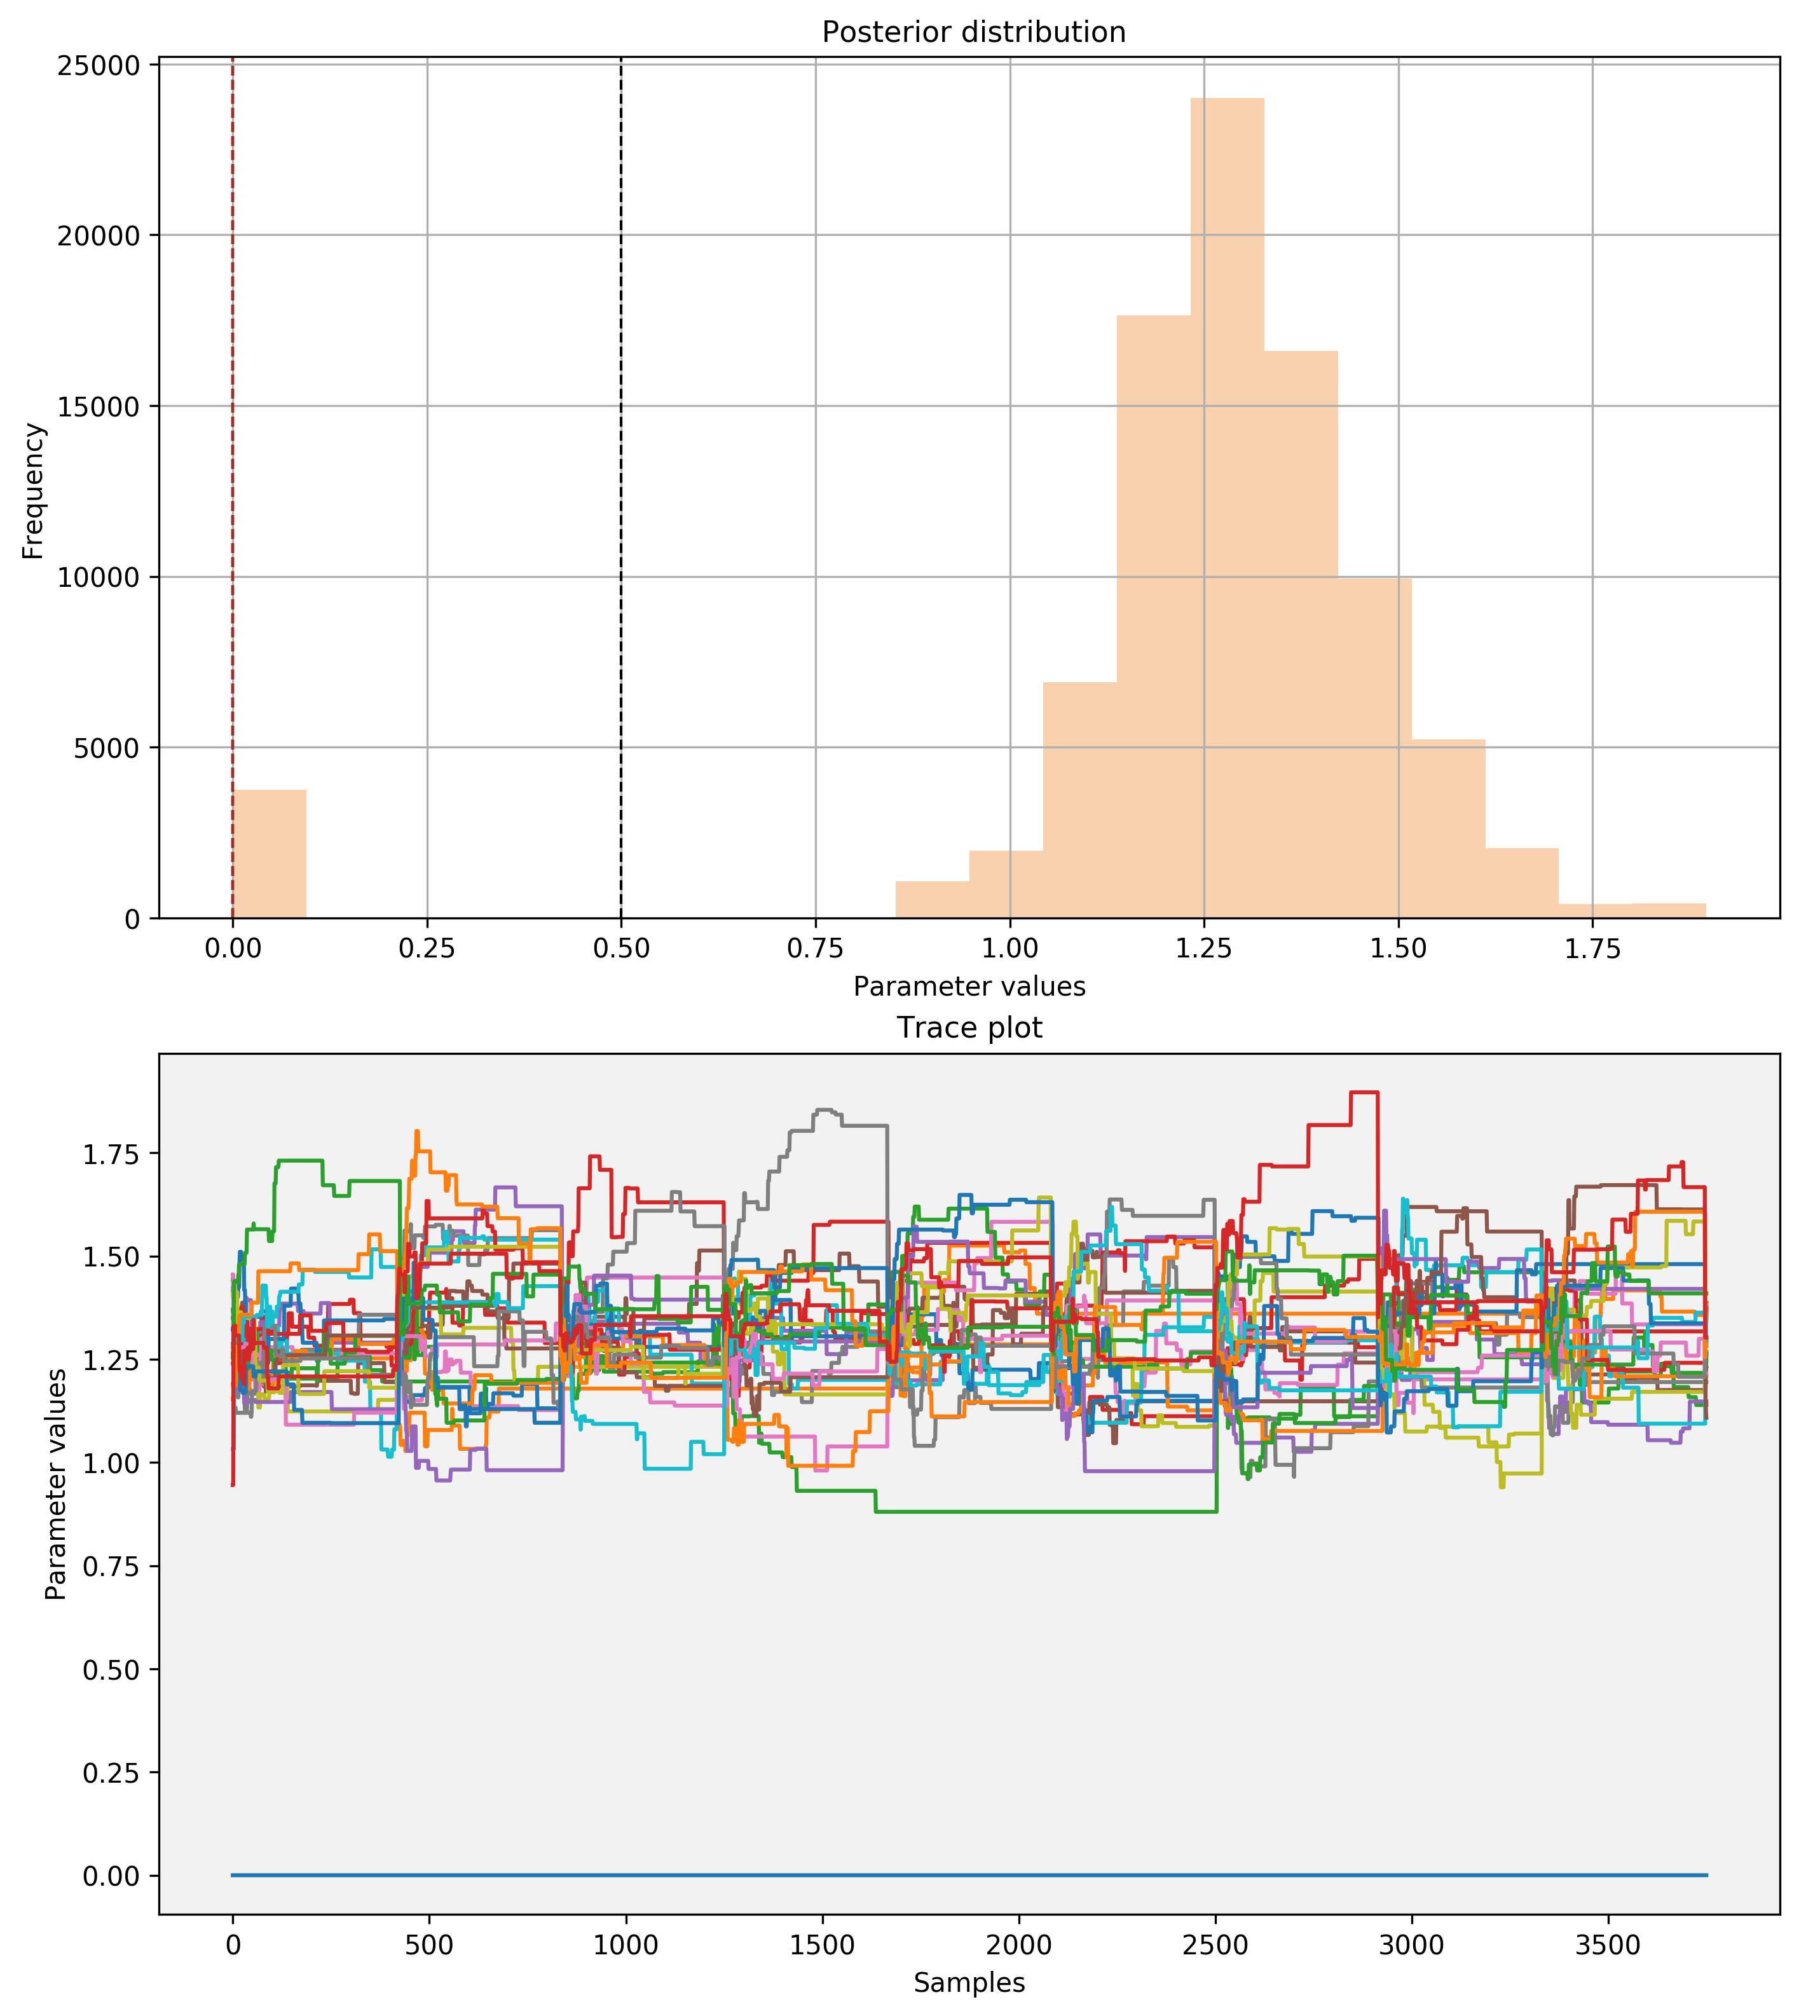 Posterior distribution
25000
20000
15000
10000
5000
0
Frequency
0.00 0.25 0.50 0.75 1.00 1.25 1.50 1.75
Parameter values
Trace plot
1.75
1.50
1.25
1.00
0.75
0.50
0.25
0.00
Parameter values
0 500 1000 1500 2000 2500 3000 3500
Samples